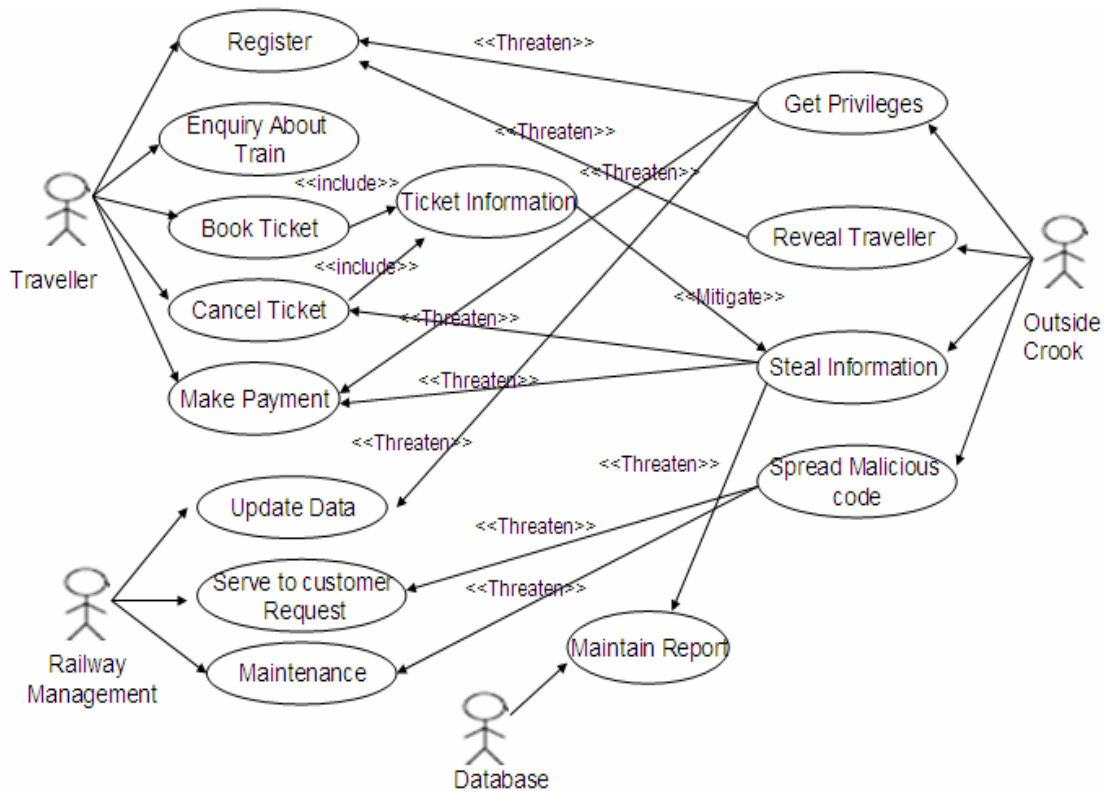 Register
<<Threaten>>
Get Privileges
Enquiry About
Train
<<Threaten>>
<<Threaten>>
<<include>>
Ticket Information
Book Ticket
Reveal Traveller
Traveller
<<include>>
Cancel Ticket
<<Mitigate>>
<<Threaten>>
Outside
Crook
Steal Information
<<Threaten>>
Make Payment
<<Threaten>>
<<Threaten>>
Spread Malicious
code
Update Data
<<Threaten>>
Serve to customer
Request
<<Threaten>>
Maintain Report
Railway
Management
Maintenance
Database